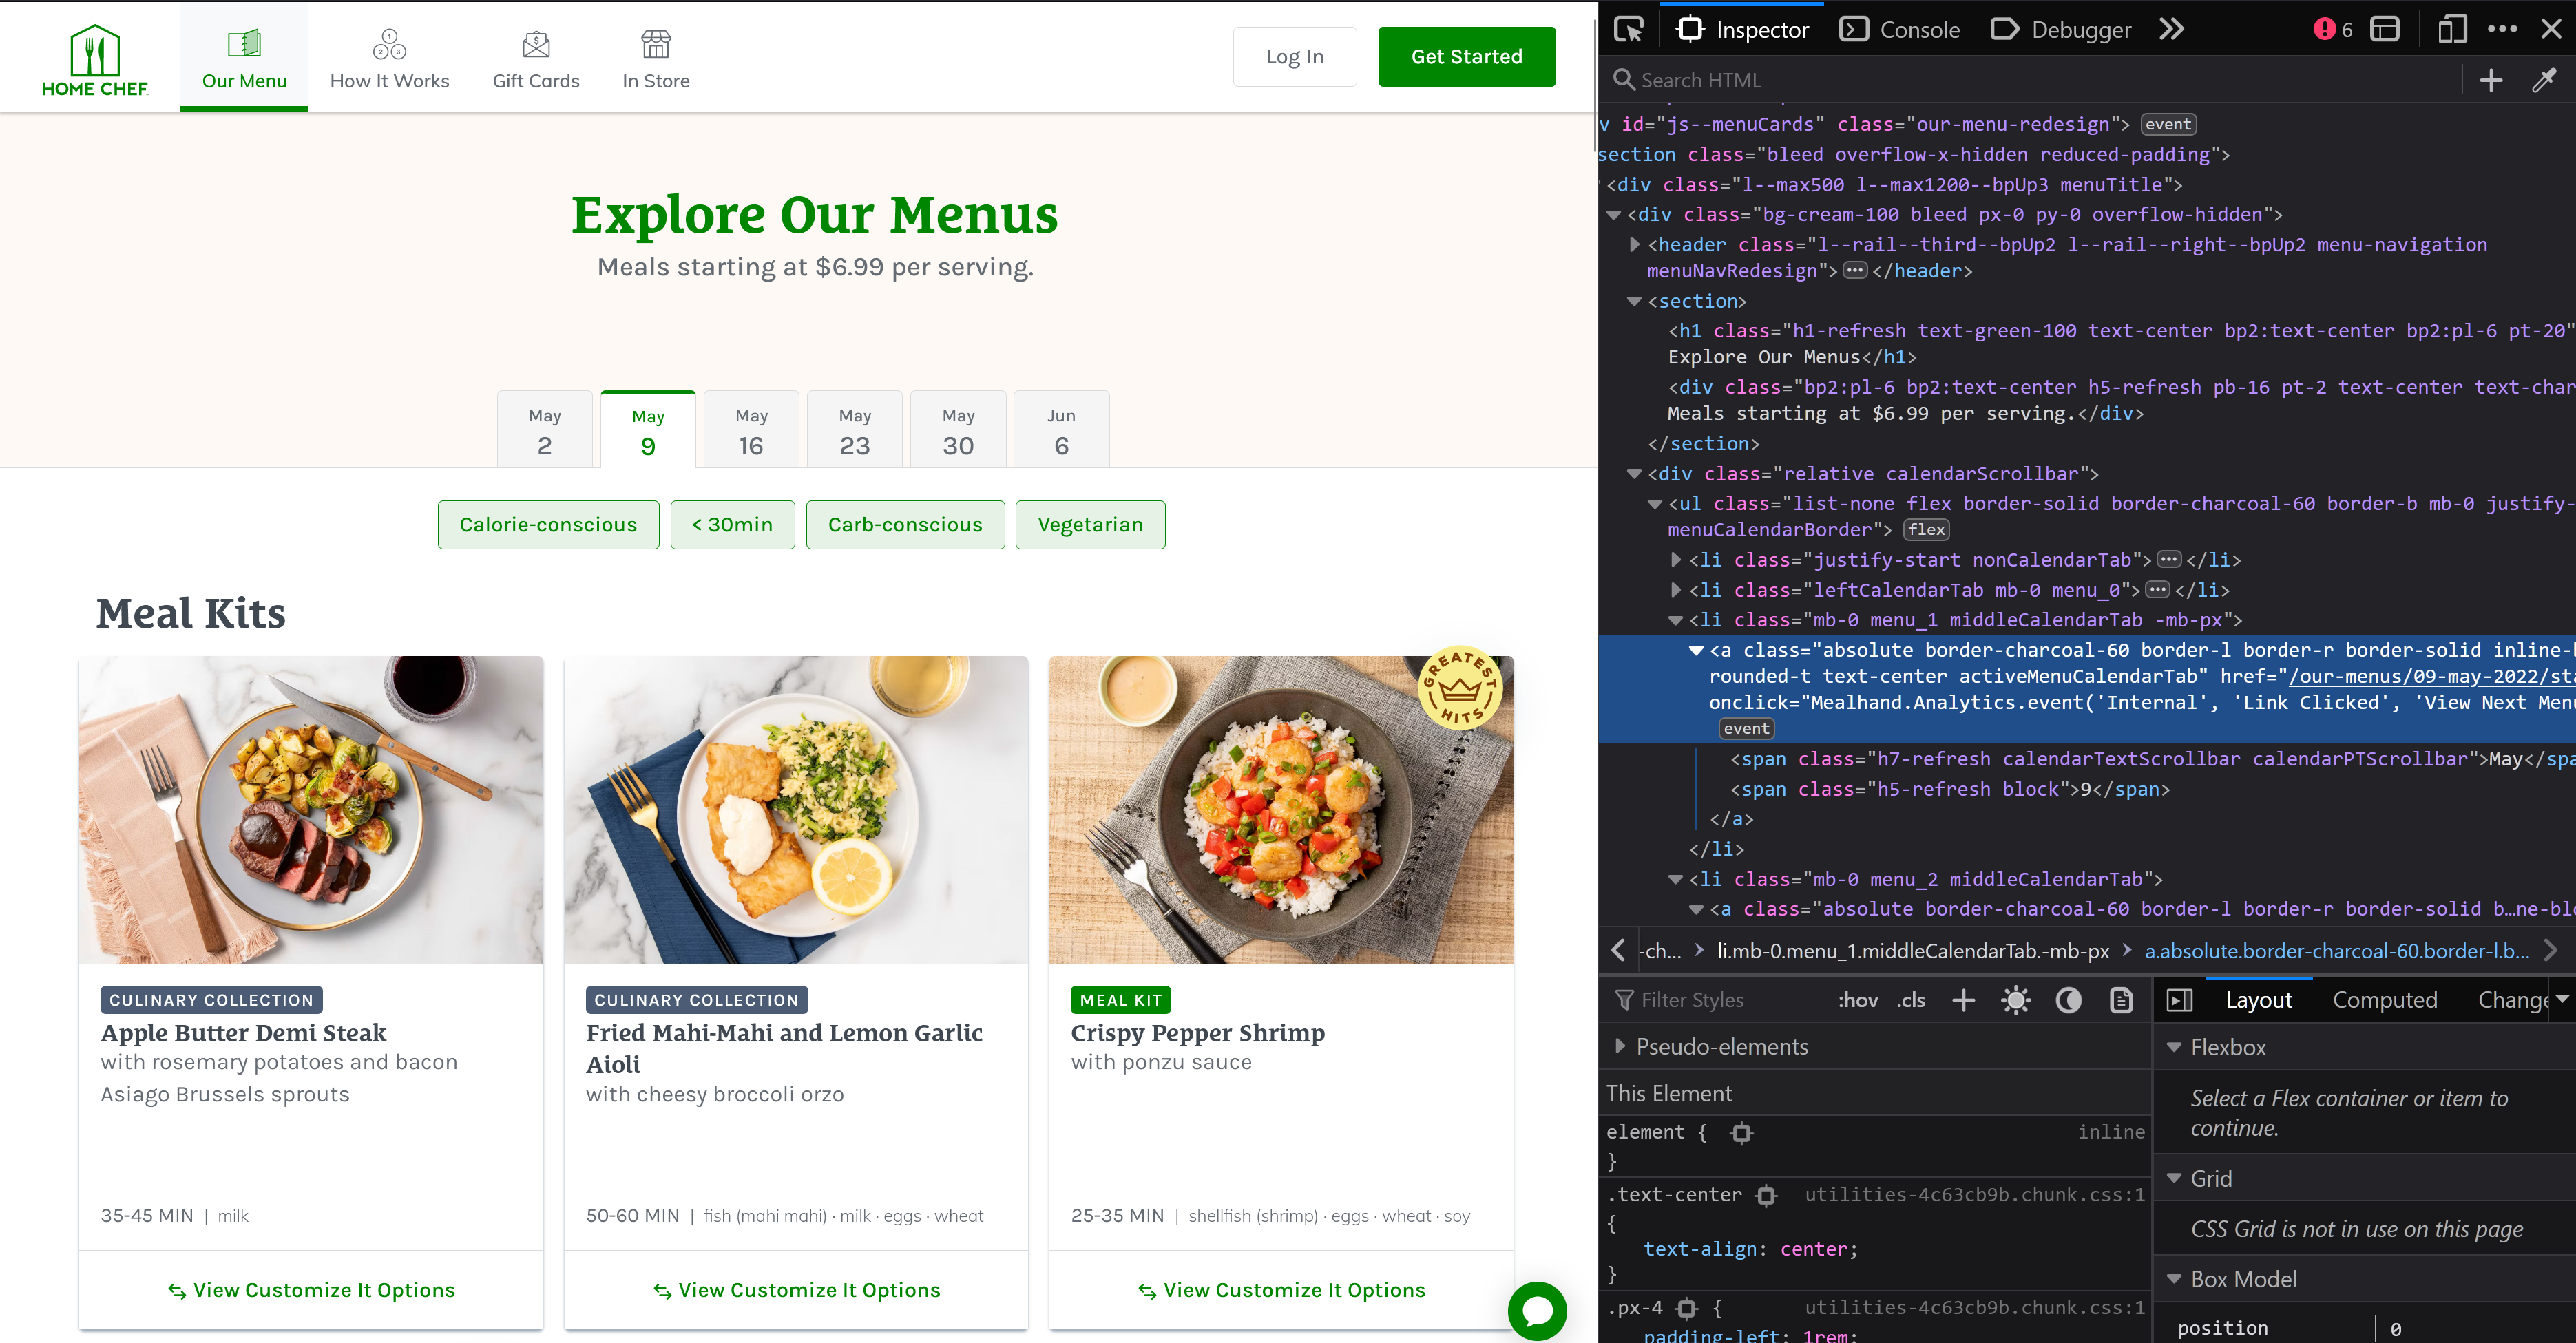 HOME CHEF
Our Menu
How It Works
Gift Cards
In Store
Log In
Get Started
Explore Our Menus
Meals starting at $6.99 per serving.
May
2
May
9
May
16
May
23
May
30
Jun
6
Calorie-conscious
< 30min
Carb-conscious
Vegetarian
Meal Kits
GREATEST
HITS
CULINARY COLLECTION
Apple Butter Demi Steak
with rosemary potatoes and bacon
Asiago Brussels sprouts
35-45 MIN | milk
View Customize It Options
CULINARY COLLECTION
Fried Mahi-Mahi and Lemon Garlic
Aioli
with cheesy broccoli orzo
50-60 MIN | fish (mahi mahi) · milk · eggs · wheat
View Customize It Options
MEAL KIT
Crispy Pepper Shrimp
with ponzu sauce
25-35 MIN | shellfish (shrimp) · eggs · wheat · soy
View Customize It Options
Inspector
Console
Debugger
6
Search HTML
v id="js--menuCards" class="our-menu-redesign"> event
section class="bleed overflow-x-hidden reduced-padding">
<div class="l--max500 l--max1200--bpUp3 menuTitle">
<div class="bg-cream-100 bleed px-0 py-0 overflow-hidden">
<header class="l--rail--third--bpUp2 l--rail--right--bpUp2 menu-navigation
menuNavRedesign"> ••• </header>
<section>
<h1 class="h1-refresh text-green-100 text-center bp2:text-center bp2:pl-6 pt-20"
Explore Our Menus</h1>
<div class="bp2:pl-6 bp2:text-center h5-refresh pb-16 pt-2 text-center text-char
Meals starting at $6.99 per serving.</div>
</section>
<div class="relative calendarScrollbar">
<ul class="list-none flex border-solid border-charcoal-60 border-b mb-0 justify-
menuCalendarBorder"> flex
<li class="justify-start nonCalendarTab"> ••• </li>
<li class="leftCalendarTab mb-0 menu_0"> ••• </li>
<li class="mb-0 menu_1 middleCalendarTab -mb-px">
<a class="absolute border-charcoal-60 border-l border-r border-solid inline-b
rounded-t text-center activeMenuCalendarTab" href="/our-menus/09-may-2022/sta
onclick="Mealhand.Analytics.event('Internal', 'Link Clicked', 'View Next Menu
event
<span class="h7-refresh calendarTextScrollbar calendarPTScrollbar">May</spa
<span class="h5-refresh block">9</span>
</a>
</li>
<li class="mb-0 menu_2 middleCalendarTab">
<a class="absolute border-charcoal-60 border-l border-r border-solid b…ne-blo
-ch… > li.mb-0.menu_1.middleCalendarTab.-mb-px > a.absolute.border-charcoal-60.border-l.b…
Filter Styles
:hov .cls
Pseudo-elements
This Element
element { inline
}
.text-center utilities-4c63cb9b.chunk.css:1
{
text-align: center;
}
.px-4 { utilities-4c63cb9b.chunk.css:1
padding-left: 1rem;
Layout
Computed
Change
Flexbox
Select a Flex container or item to
continue.
Grid
CSS Grid is not in use on this page
Box Model
position 0